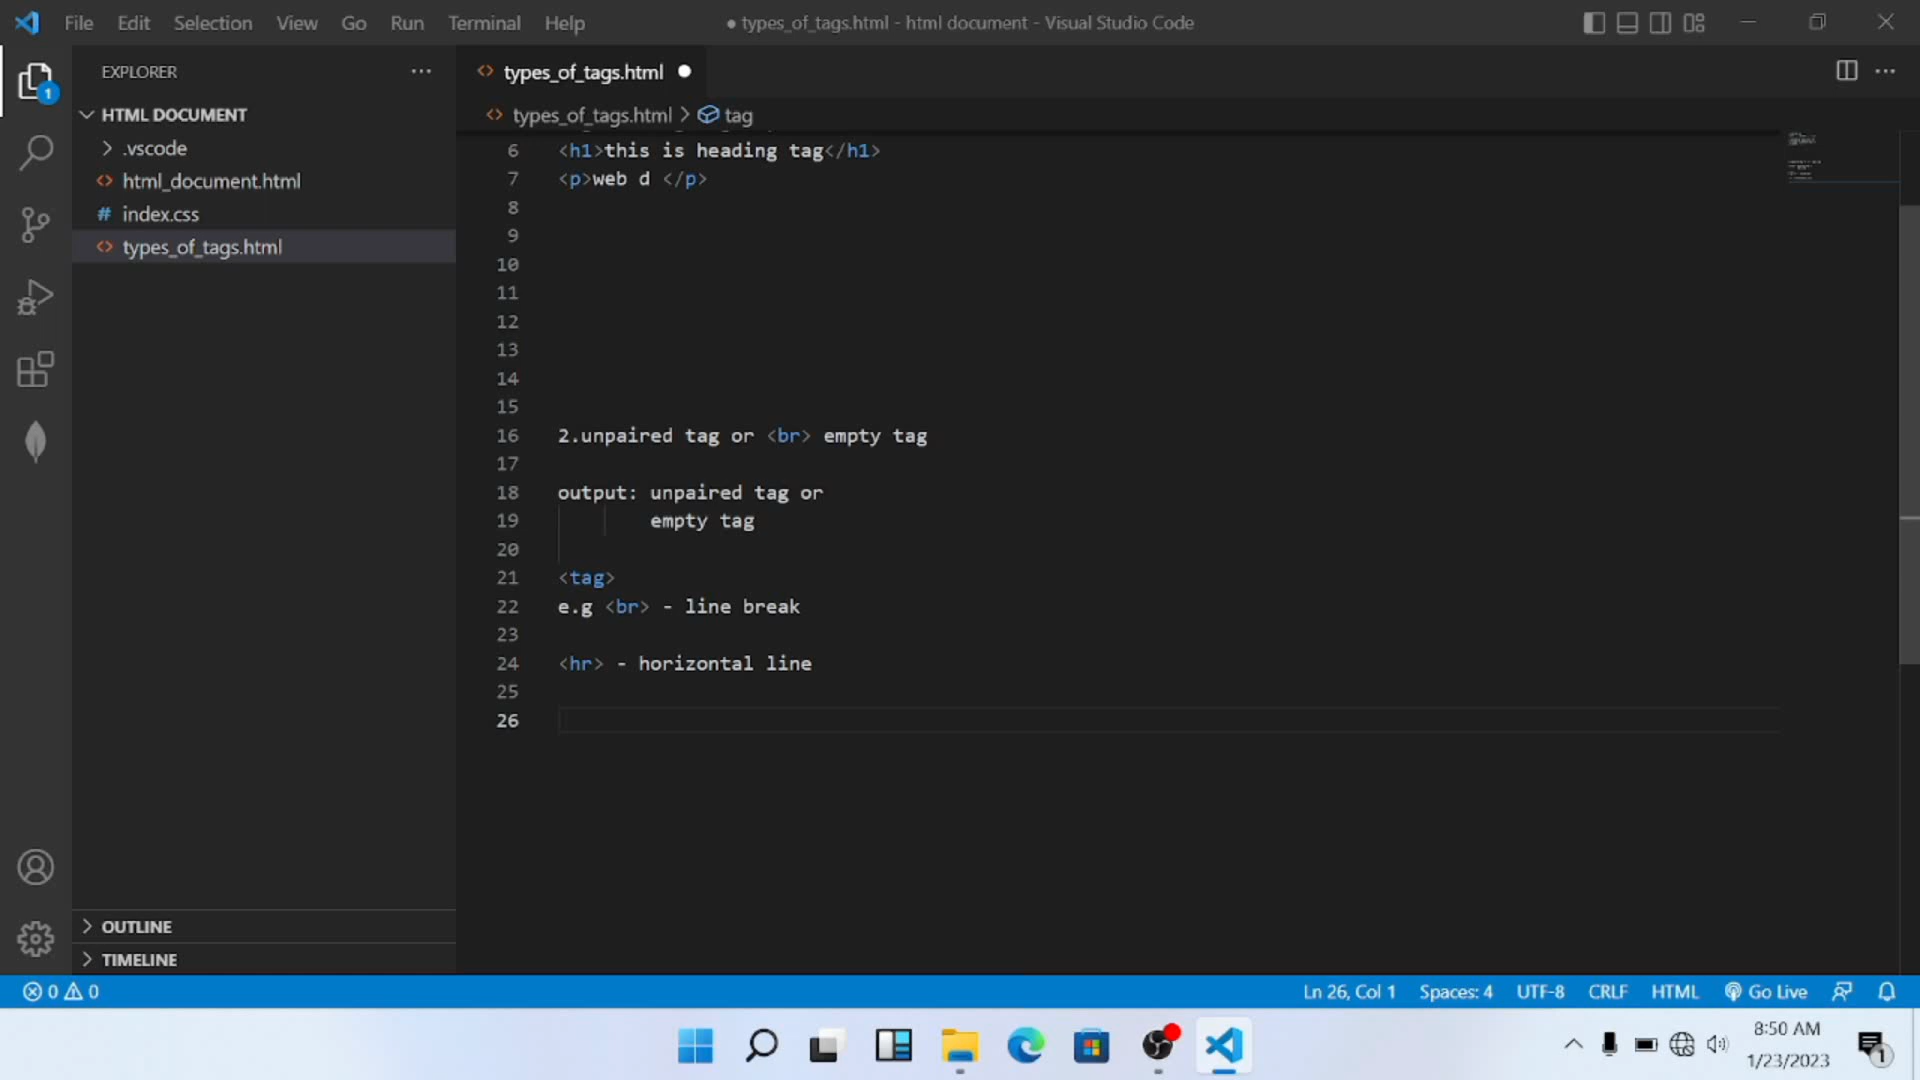 File Edit Selection View Go Run Terminal Help
● types_of_tags.html - html document - Visual Studio Code
EXPLORER
1
HTML DOCUMENT
.vscode
html_document.html
# index.css
types_of_tags.html
types_of_tags.html
types_of_tags.html > tag
6 <h1>this is heading tag</h1>
7 <p>web d </p>
8
9
10
11
12
13
14
15
16 2.unpaired tag or <br> empty tag
17
18 output: unpaired tag or
19 empty tag
20
21 <tag>
22 e.g <br> - line break
23
24 <hr> - horizontal line
25
26
OUTLINE
TIMELINE
0 0
Ln 26, Col 1 Spaces: 4 UTF-8 CRLF HTML Go Live
8:50 AM
1/23/2023
1